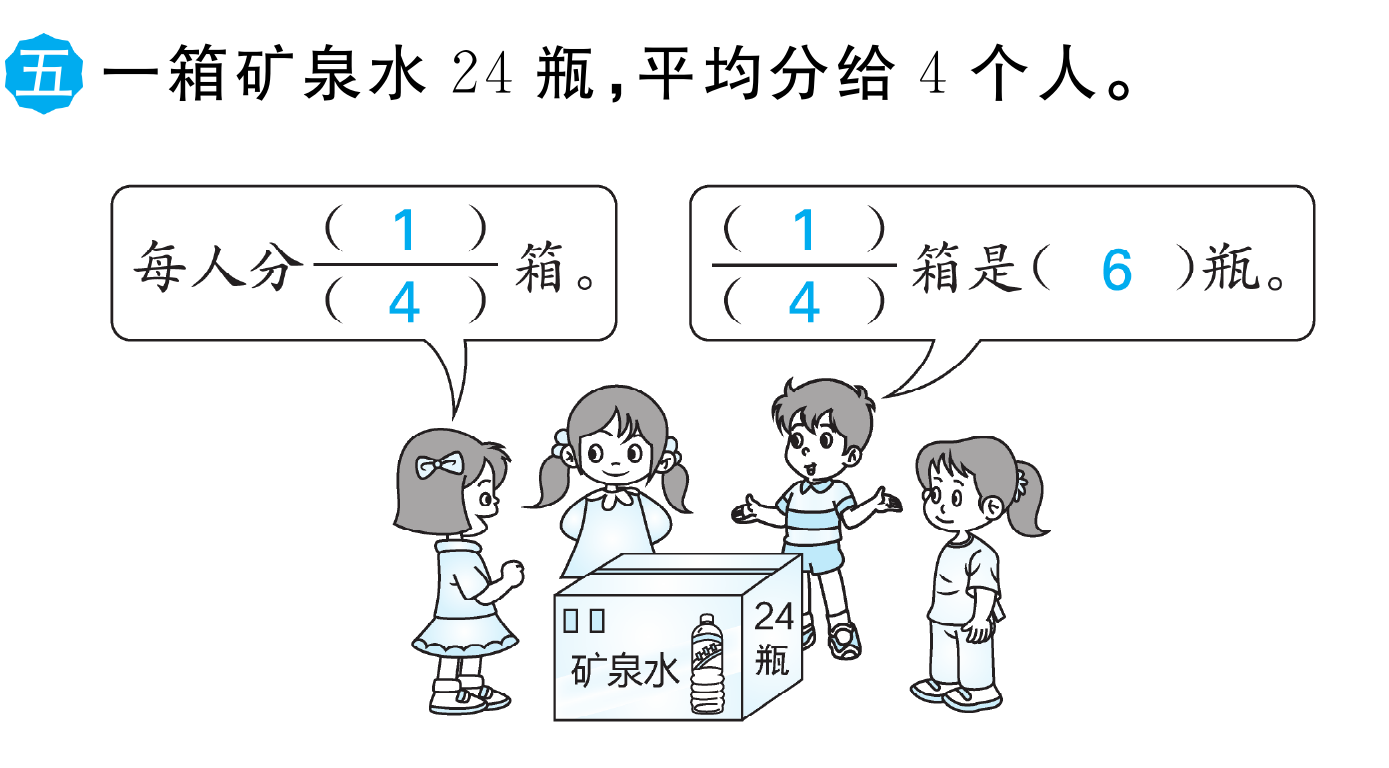 五 一箱矿泉水 24 瓶,平均分给 4 个人。
每人分( 1 )/( 4 )箱。
( 1 )/( 4 )箱是( 6 )瓶。
矿泉水
24
瓶